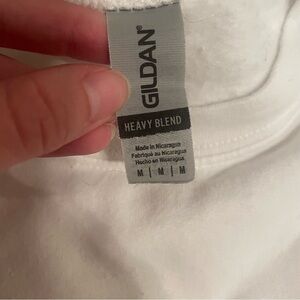 GILDAN®
HEAVY BLEND
Made in Nicaragua
Fabriqué au Nicaragua
Hecho en Nicaragua
M | M | M